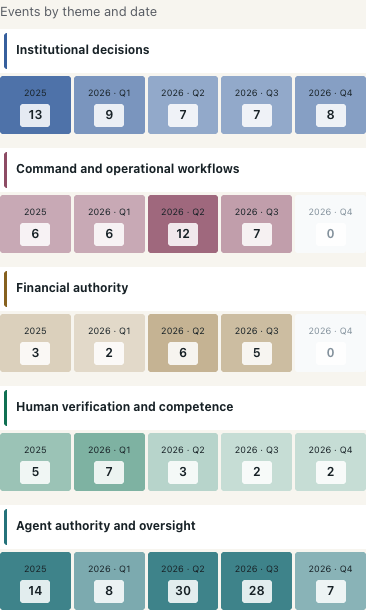 Events by theme and date
Institutional decisions
2025 2026 · Q1 2026 · Q2 2026 · Q3 2026 · Q4
13 9 7 7 8
Command and operational workflows
2025 2026 · Q1 2026 · Q2 2026 · Q3 2026 · Q4
6 6 12 7 0
Financial authority
2025 2026 · Q1 2026 · Q2 2026 · Q3 2026 · Q4
3 2 6 5 0
Human verification and competence
2025 2026 · Q1 2026 · Q2 2026 · Q3 2026 · Q4
5 7 3 2 2
Agent authority and oversight
2025 2026 · Q1 2026 · Q2 2026 · Q3 2026 · Q4
14 8 30 28 7